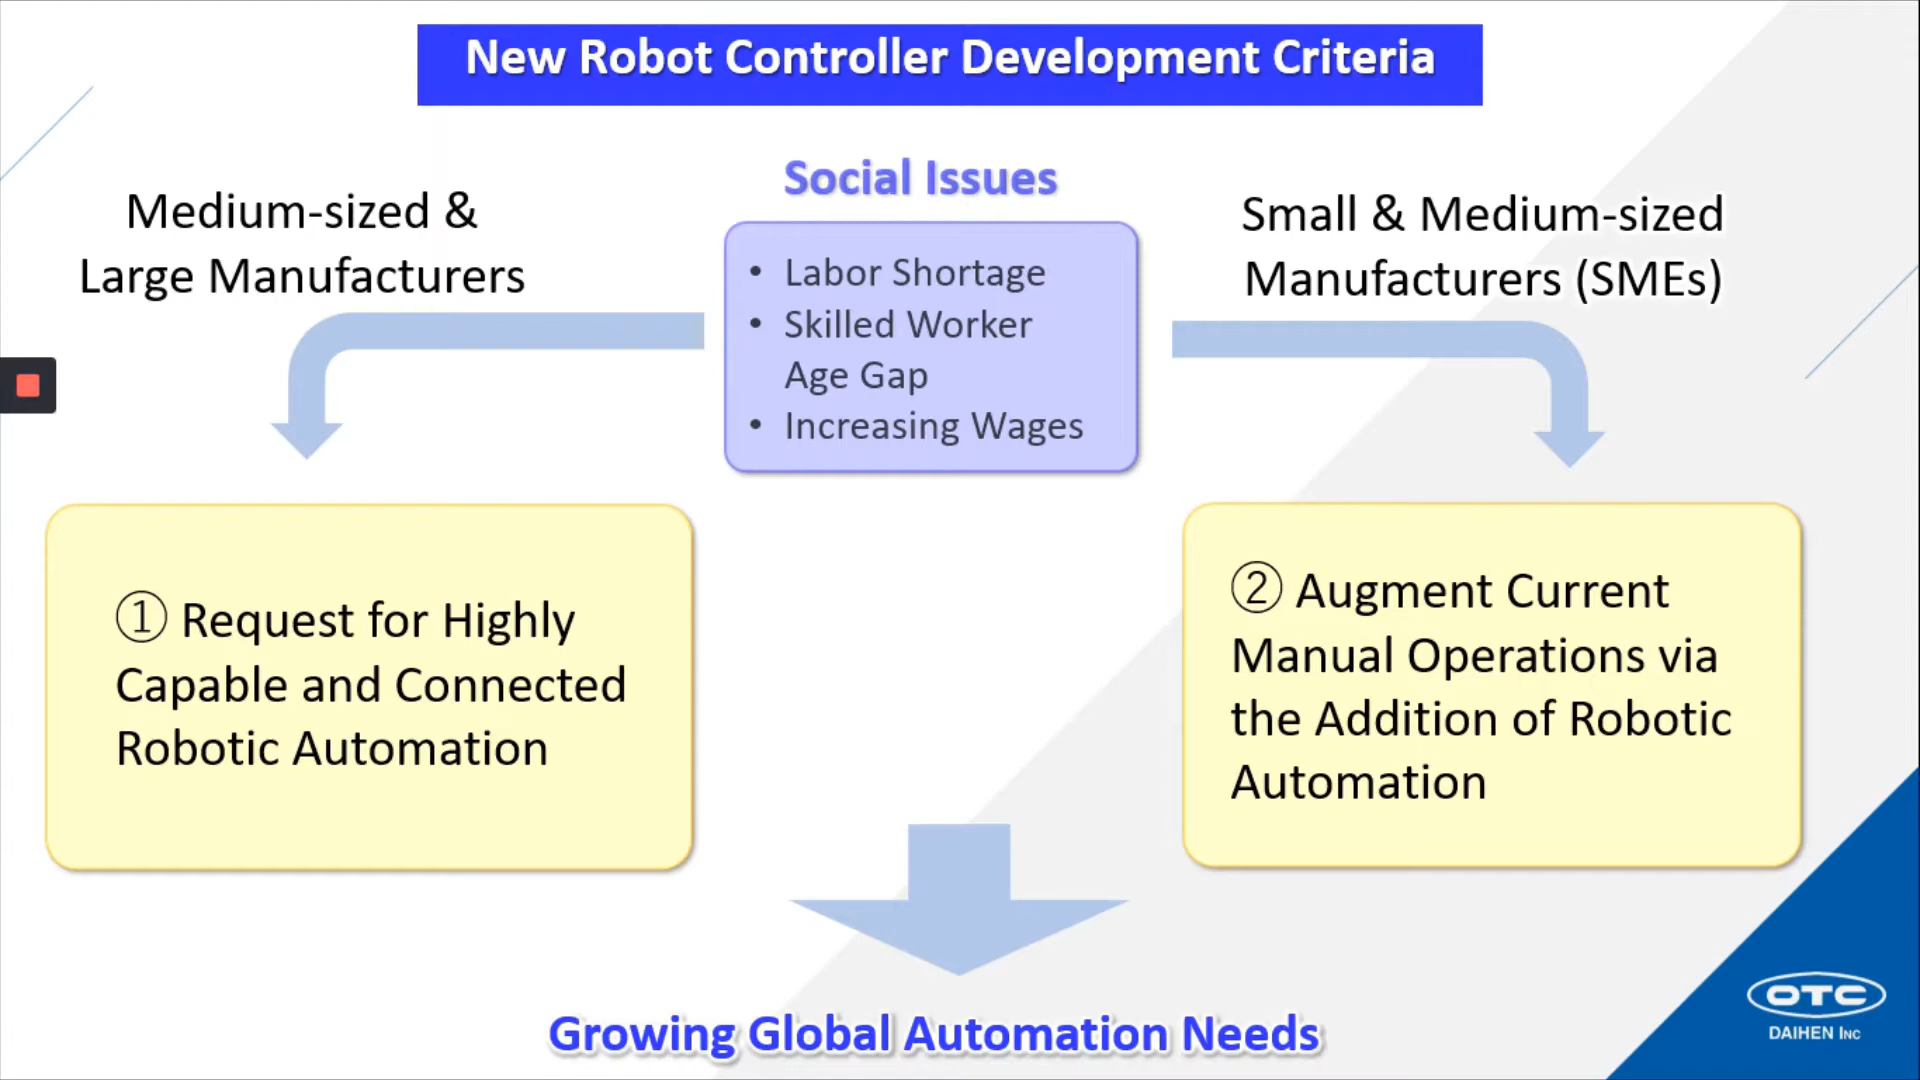 New Robot Controller Development Criteria
Social Issues
Medium-sized &
Large Manufacturers
• Labor Shortage
• Skilled Worker
Age Gap
• Increasing Wages
Small & Medium-sized
Manufacturers (SMEs)
① Request for Highly
Capable and Connected
Robotic Automation
② Augment Current
Manual Operations via
the Addition of Robotic
Automation
Growing Global Automation Needs
OTC
DAIHEN INC